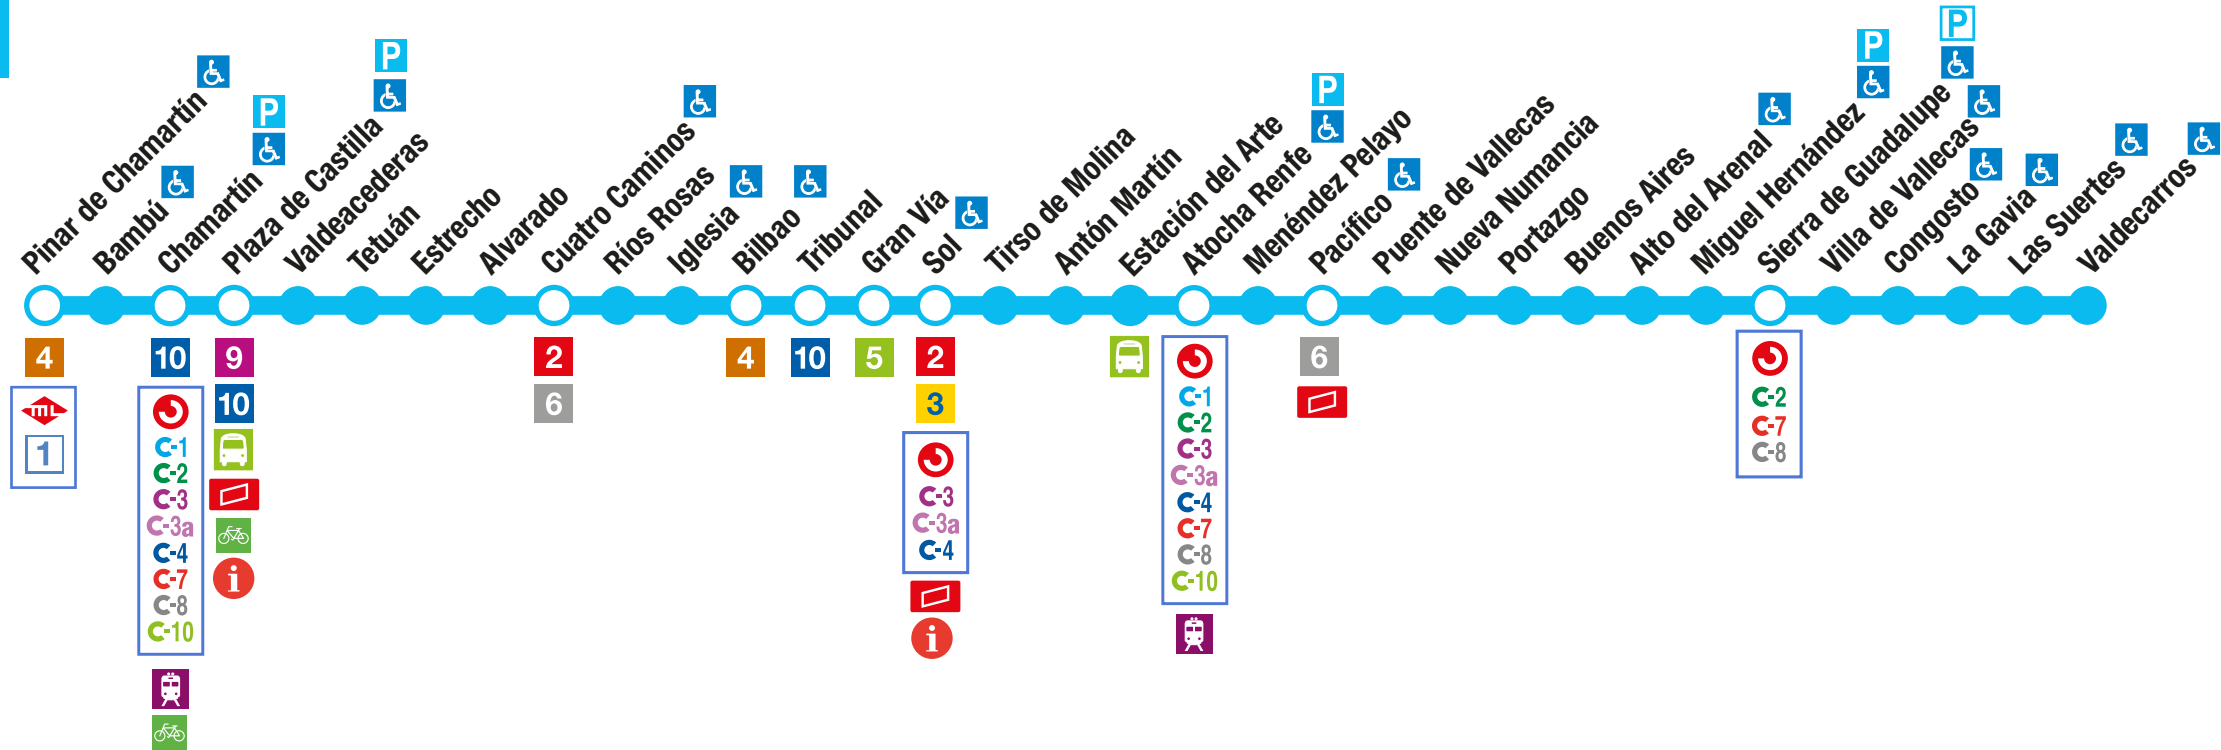 Pinar de Chamartín
Bambú
Chamartín
P
Plaza de Castilla
P
Valdeacederas
Tetuán
Estrecho
Alvarado
Cuatro Caminos
Ríos Rosas
Iglesia
Bilbao
Tribunal
Gran Vía
Sol
Tirso de Molina
Antón Martín
Estación del Arte
Atocha Renfe
P
Menéndez Pelayo
Pacífico
Puente de Vallecas
Nueva Numancia
Portazgo
Buenos Aires
Alto del Arenal
Miguel Hernández
P
Sierra de Guadalupe
P
Villa de Vallecas
Congosto
La Gavia
Las Suertes
Valdecarros
4
ML
1
10
C-1
C-2
C-3
C-3a
C-4
C-7
C-8
C-10
9
10
i
2
6
4
10
5
2
3
C-3
C-3a
C-4
i
C-1
C-2
C-3
C-3a
C-4
C-7
C-8
C-10
6
C-2
C-7
C-8